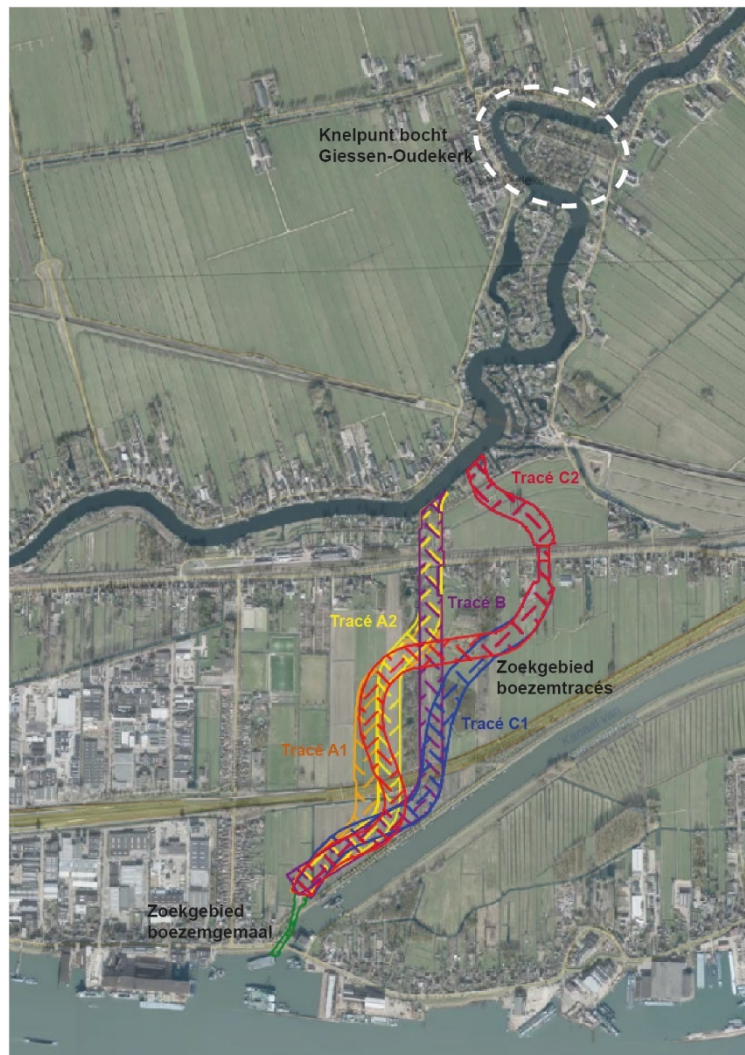 Knelpunt bocht
Giessen-Oudekerk
Tracé C2
Tracé B
Tracé A2
Zoekgebied
boezemtracés
Tracé C1
Tracé A1
Zoekgebied
boezemgemaal